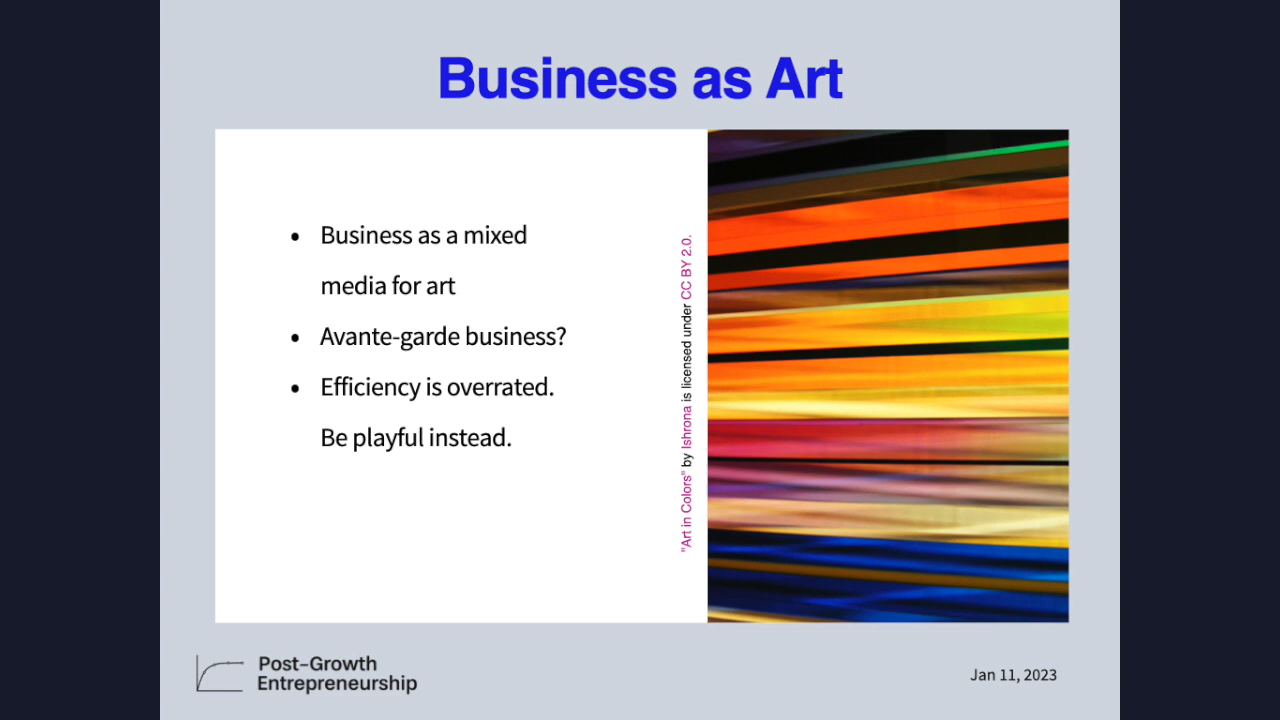 Business as Art
• Business as a mixed
media for art
• Avante-garde business?
• Efficiency is overrated.
Be playful instead.
"Art in Colors" by Ishrona is licensed under CC BY 2.0.
Post-Growth
Entrepreneurship
Jan 11, 2023